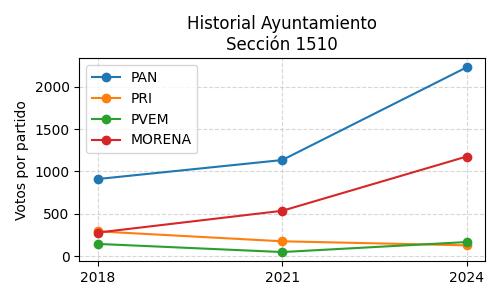 Historial Ayuntamiento
Sección 1510
PAN
PRI
PVEM
MORENA
Votos por partido
2000
1500
1000
500
0
2018
2021
2024